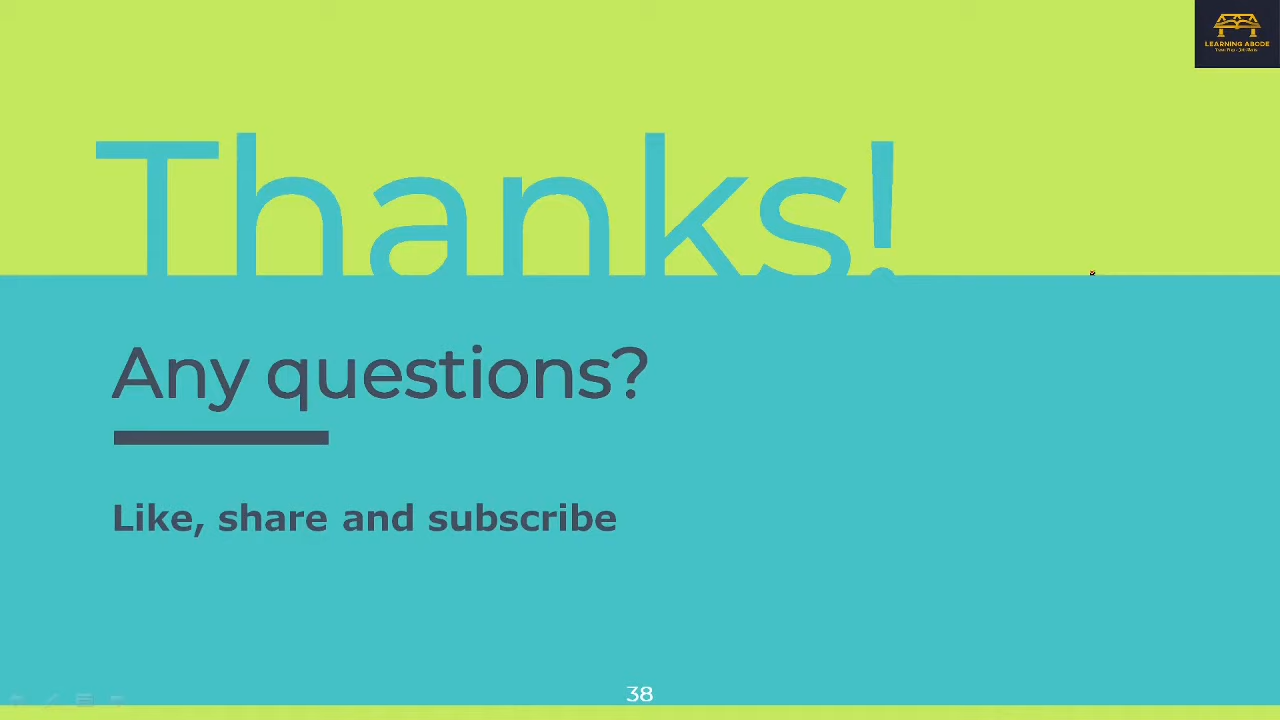 LEARNING ABODE
Thanks!
Any questions?
Like, share and subscribe
38